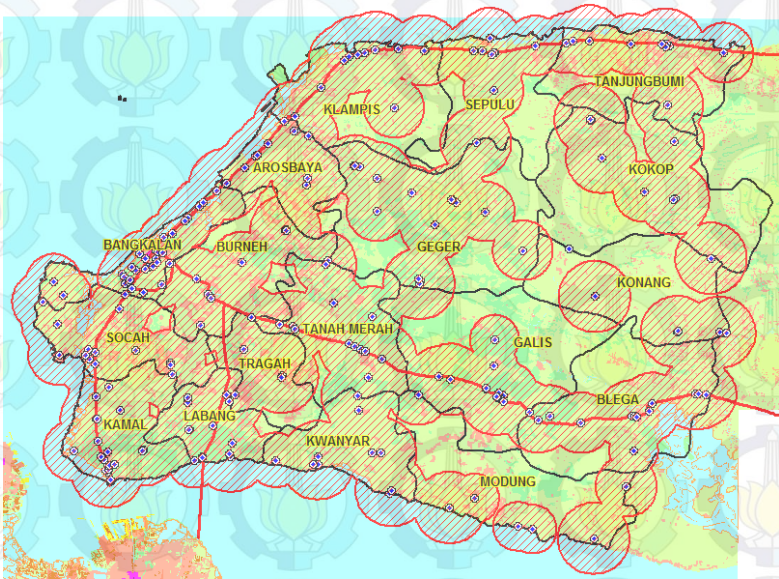 TANJUNGBUMI
KLAMPIS
SEPULU
AROSBAYA
KOKOP
BANGKALAN
BURNEH
GEGER
KONANG
SOCAH
TANAH MERAH
GALIS
TRAGAH
BLEGA
KAMAL
LABANG
KWANYAR
MODUNG